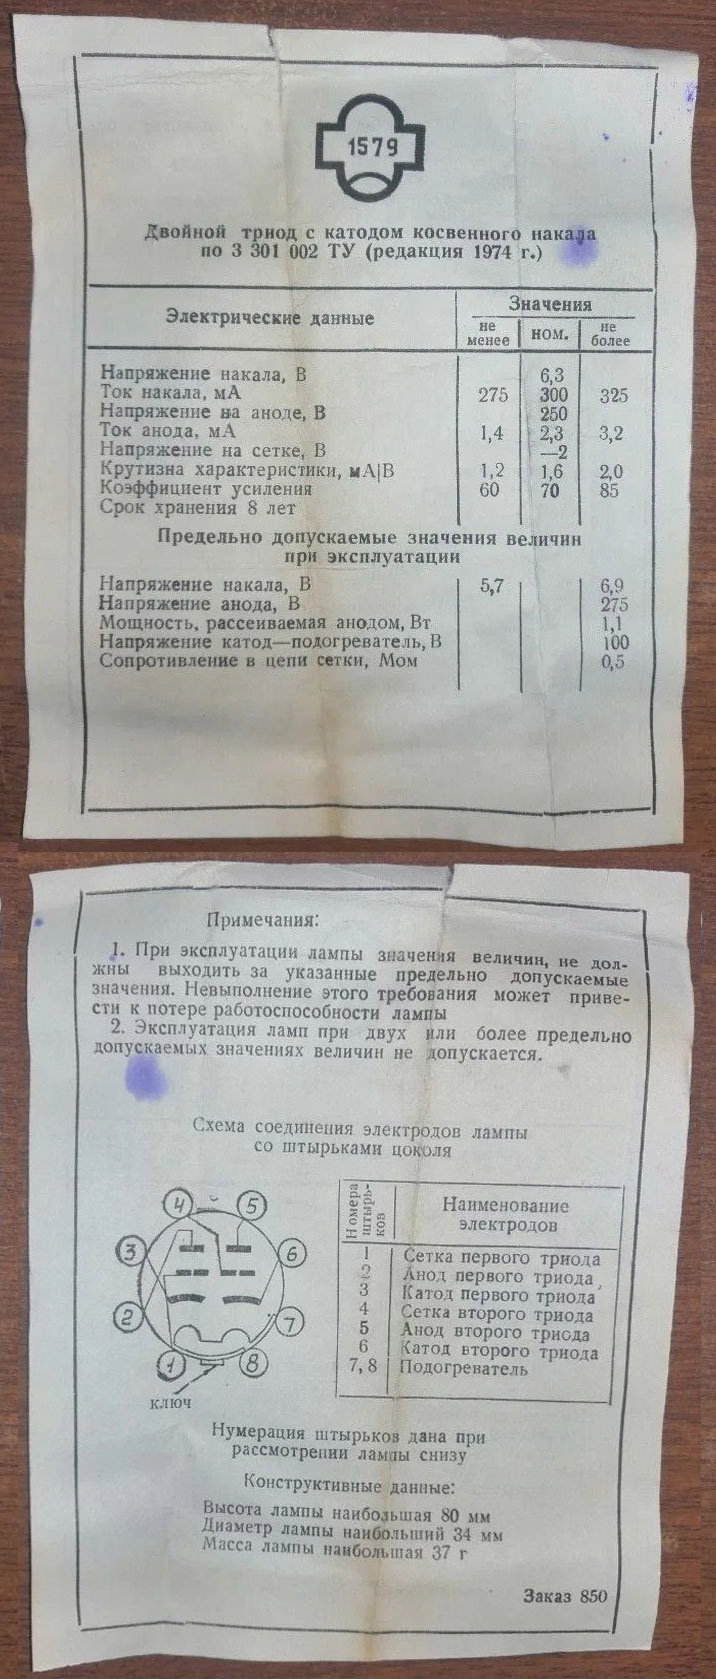 1579
Двойной триод с катодом косвенного накала
по 3 301 002 ТУ (редакция 1974 г.)
Электрические данные
Значения
не менее
ном.
не более
Напряжение накала, В 6,3
Ток накала, мА 275 300 325
Напряжение на аноде, В 250
Ток анода, мА 1,4 2,3 3,2
Напряжение на сетке, В —2
Крутизна характеристики, мА|В 1,2 1,6 2,0
Коэффициент усиления 60 70 85
Срок хранения 8 лет
Предельно допускаемые значения величин
при эксплуатации
Напряжение накала, В 5,7 6,9
Напряжение анода, В 275
Мощность, рассеиваемая анодом, Вт 1,1
Напряжение катод—подогреватель, В 100
Сопротивление в цепи сетки, Мом 0,5
Примечания:
1. При эксплуатации лампы значения величин, не дол-
жны выходить за указанные предельно допускаемые
значения. Невыполнение этого требования может приве-
сти к потере работоспособности лампы
2. Эксплуатация ламп при двух или более предельно
допускаемых значениях величин не допускается.
Схема соединения электродов лампы
со штырьками цоколя
4 5
3 6
2 7
1 8
ключ
Номера
штырь-
ков
Наименование
электродов
1 Сетка первого триода
2 Анод первого триода,
3 Катод первого триода
4 Сетка второго триода
5 Анод второго триода
6 Катод второго триода
7, 8 Подогреватель
Нумерация штырьков дана при
рассмотрении лампы снизу
Конструктивные данные:
Высота лампы наибольшая 80 мм
Диаметр лампы наибольший 34 мм
Масса лампы наибольшая 37 г
Заказ 850